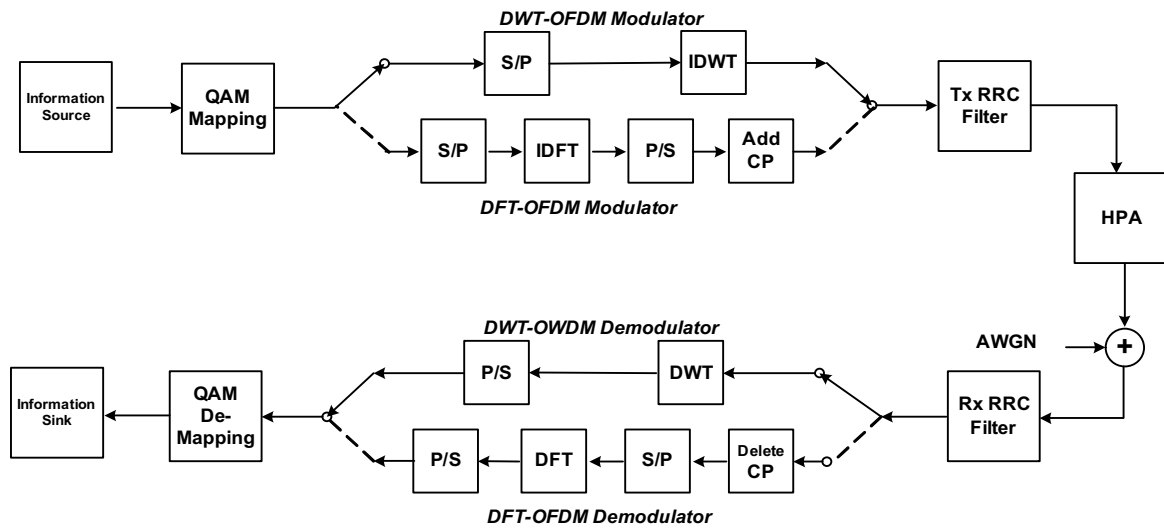 DWT-OFDM Modulator
Information
Source
QAM
Mapping
S/P
IDWT
Tx RRC
Filter
S/P
IDFT
P/S
Add
CP
DFT-OFDM Modulator
HPA
DWT-OWDM Demodulator
AWGN
+
Information
Sink
QAM
De-
Mapping
P/S
DWT
Rx RRC
Filter
P/S
DFT
S/P
Delete
CP
DFT-OFDM Demodulator